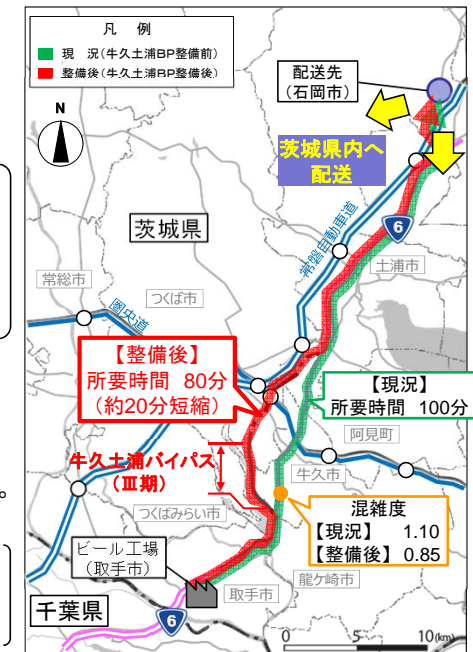 凡　例
現　況(牛久土浦BP整備前)
整備後(牛久土浦BP整備後)
N
配送先
(石岡市)
茨城県内へ
配送
6
茨城県
常磐自動車道
土浦市
常総市
つくば市
圏央道
【整備後】
所要時間 80分
(約20分短縮)
【現況】
所要時間 100分
阿見町
牛久土浦バイパス
(Ⅲ期)
牛久市
。
つくばみらい市
混雑度
【現況】 1.10
【整備後】 0.85
ビール工場
(取手市)
龍ケ崎市
取手市
千葉県
6
0 5 10(km)